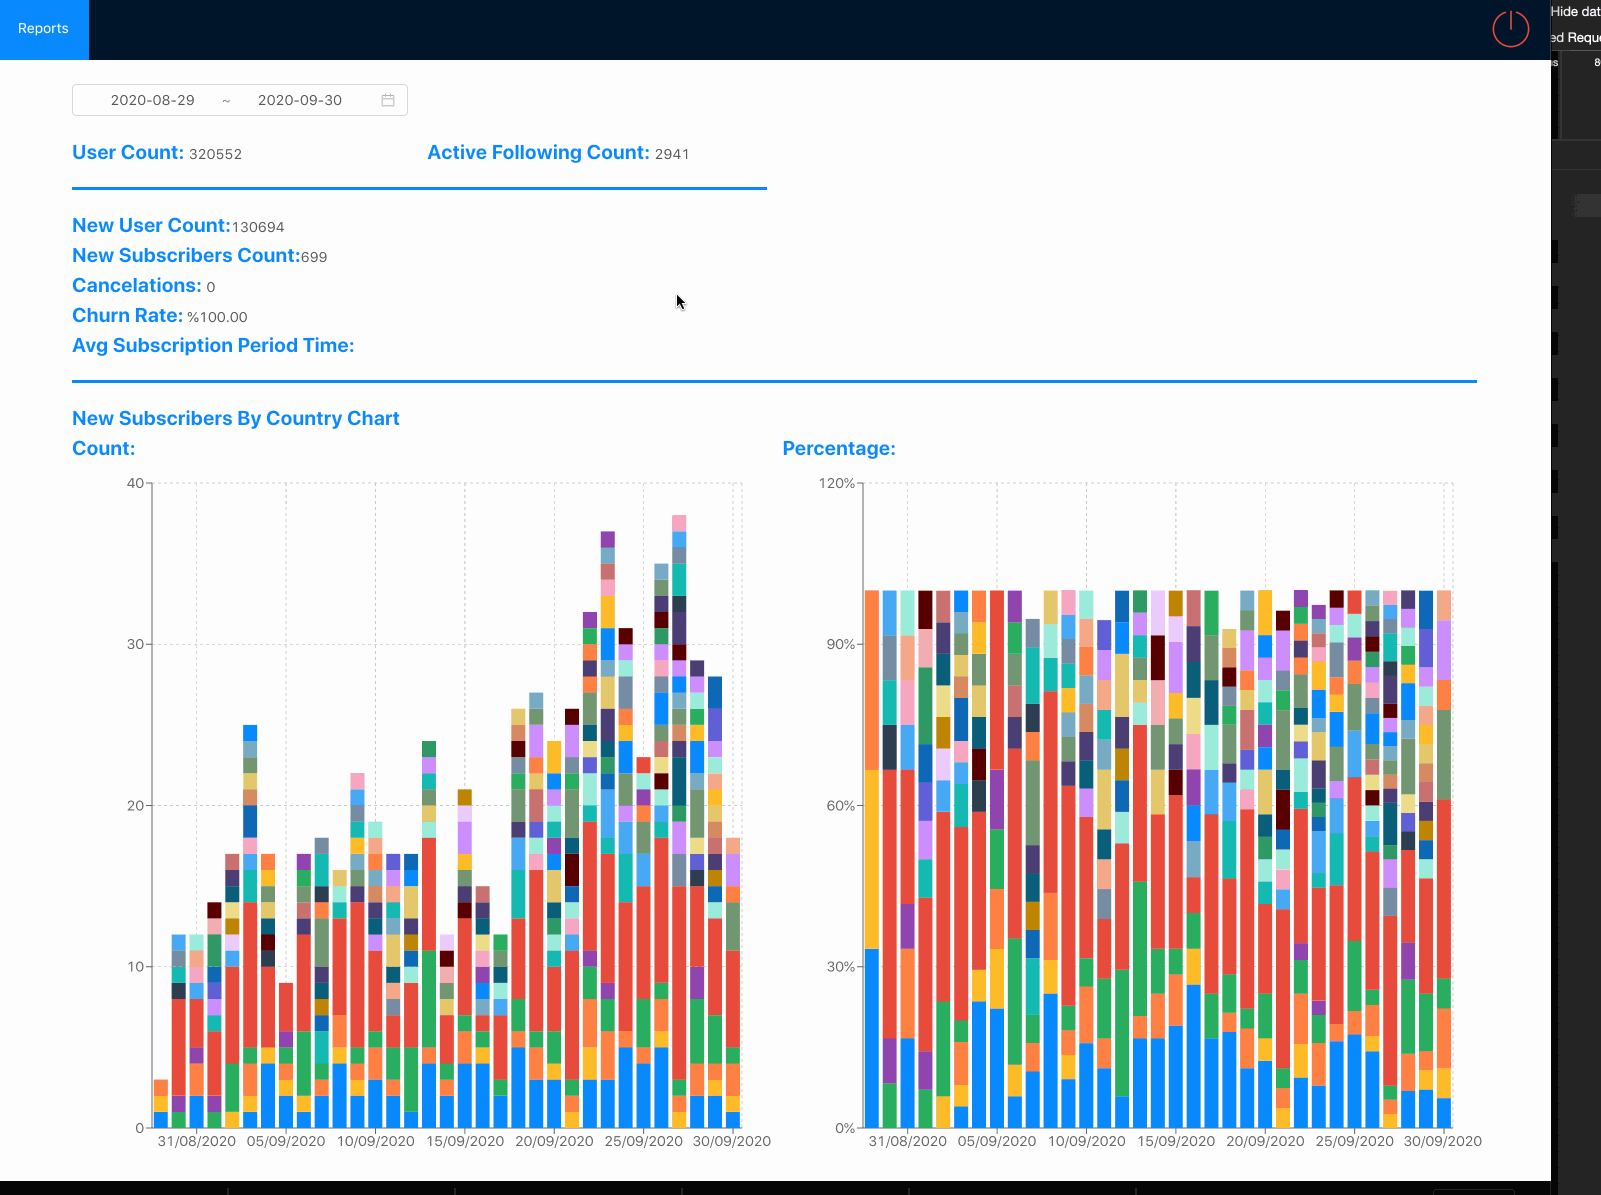 Reports
Hide dat
ed Reque
s
8
2020-08-29 ~ 2020-09-30
User Count: 320552 Active Following Count: 2941
New User Count:130694
New Subscribers Count:699
Cancelations: 0
Churn Rate: %100.00
Avg Subscription Period Time:
New Subscribers By Country Chart
Count:
40
30
20
10
0
31/08/2020 05/09/2020 10/09/2020 15/09/2020 20/09/2020 25/09/2020 30/09/2020
Percentage:
120%
90%
60%
30%
0%
31/08/2020 05/09/2020 10/09/2020 15/09/2020 20/09/2020 25/09/2020 30/09/2020